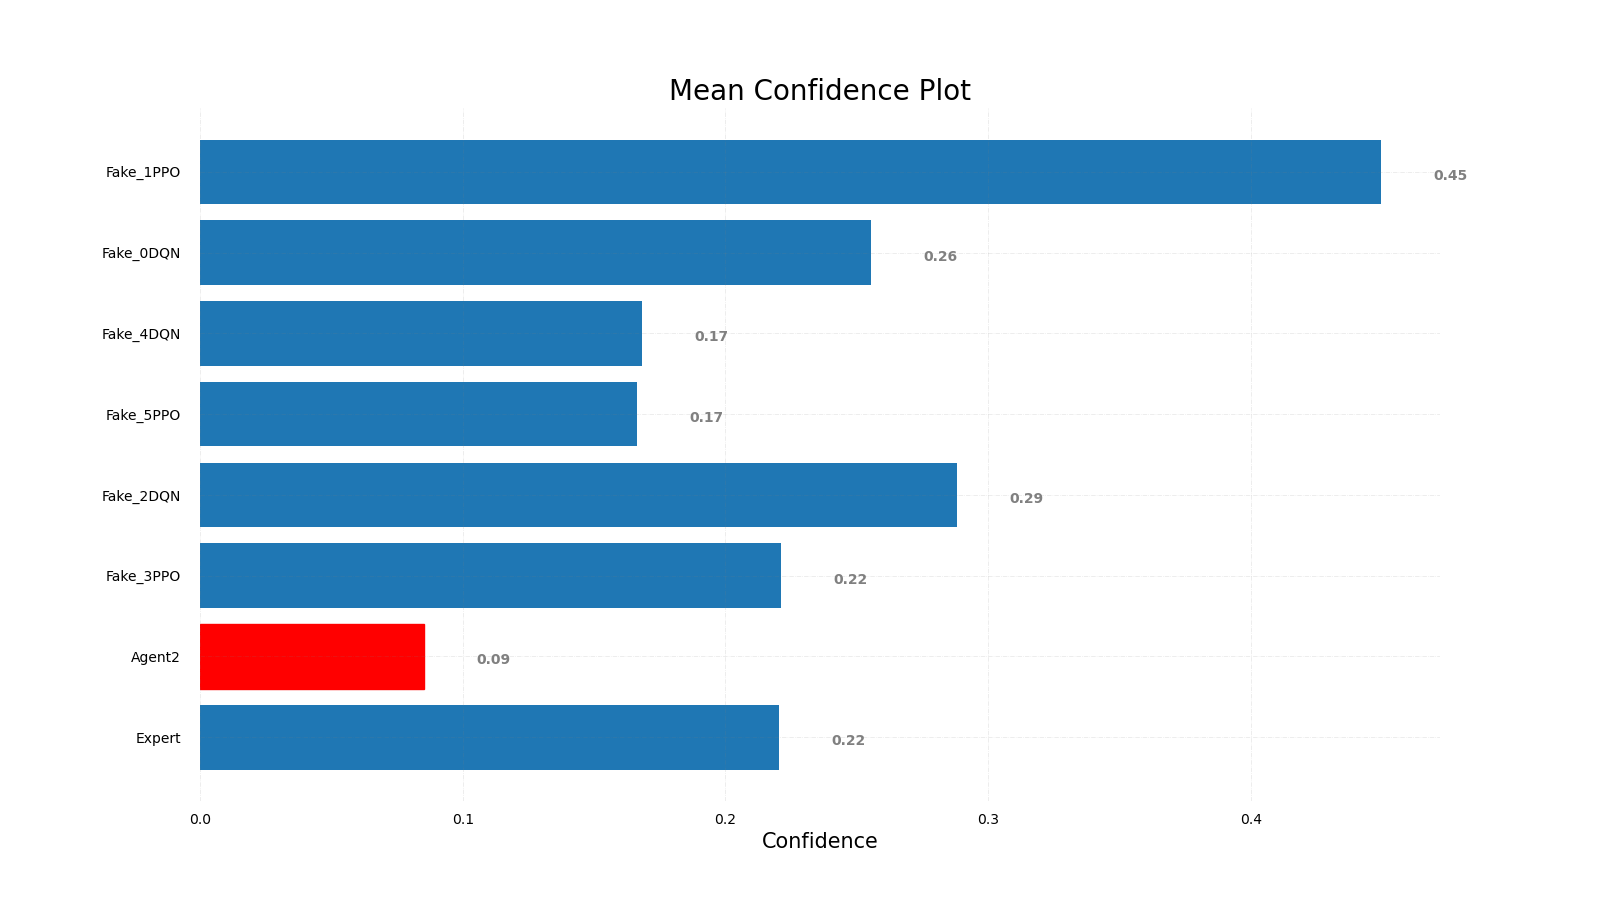 Mean Confidence Plot
Fake_1PPO 0.45
Fake_0DQN 0.26
Fake_4DQN 0.17
Fake_5PPO 0.17
Fake_2DQN 0.29
Fake_3PPO 0.22
Agent2 0.09
Expert 0.22
0.0 0.1 0.2 0.3 0.4
Confidence